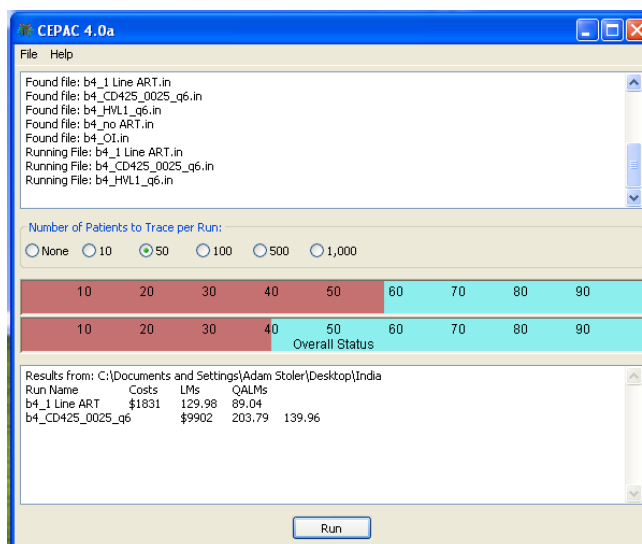 CEPAC 4.0a
File Help
Found file: b4_1 Line ART.in
Found file: b4_CD425_0025_q6.in
Found file: b4_HVL1_q6.in
Found file: b4_no ART.in
Found file: b4_OI.in
Running File: b4_1 Line ART.in
Running File: b4_CD425_0025_q6.in
Running File: b4_HVL1_q6.in
Number of Patients to Trace per Run:
None 10 50 100 500 1,000
10 20 30 40 50 60 70 80 90
10 20 30 40 50 60 70 80 90
Overall Status
Results from: C:\Documents and Settings\Adam Stoler\Desktop\India
Run Name Costs LMs QALMs
b4_1 Line ART $1831 129.98 89.04
b4_CD425_0025_q6 $9902 203.79 139.96
Run